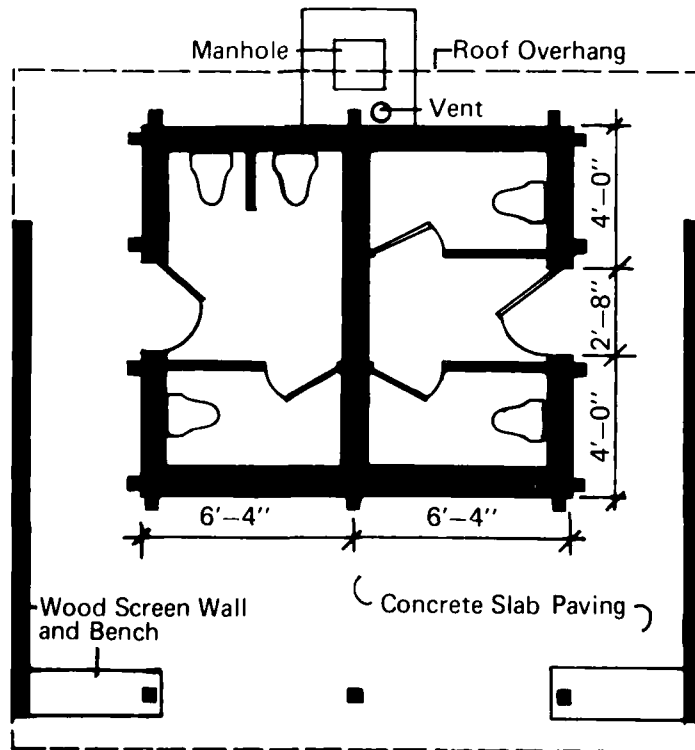 Manhole
Roof Overhang
Vent
4'-0"
2'-8"
4'-0"
6'-4"
6'-4"
Wood Screen Wall
and Bench
Concrete Slab Paving